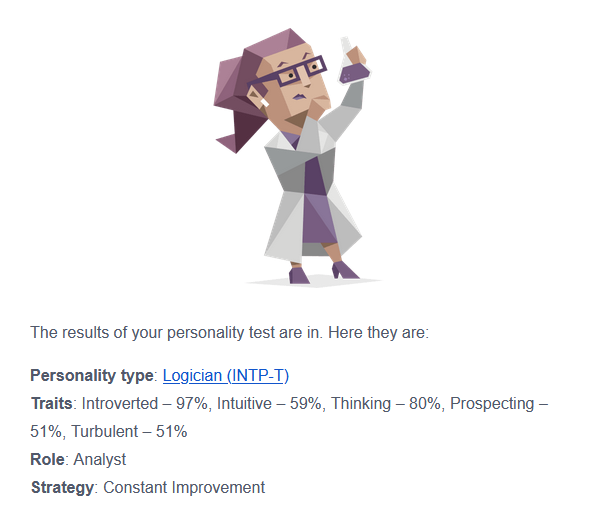 The results of your personality test are in. Here they are:
Personality type: Logician (INTP-T)
Traits: Introverted – 97%, Intuitive – 59%, Thinking – 80%, Prospecting –
51%, Turbulent – 51%
Role: Analyst
Strategy: Constant Improvement